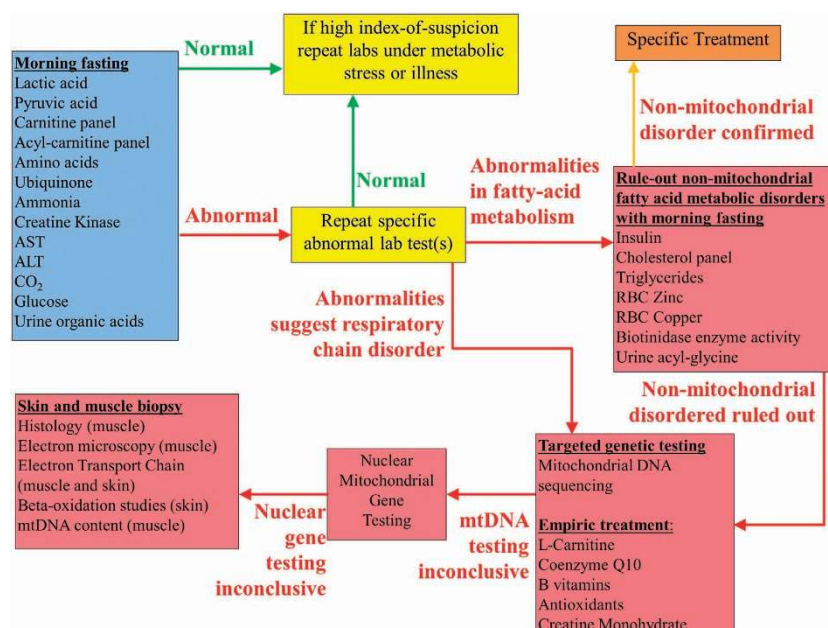 Morning fasting
Lactic acid
Pyruvic acid
Carnitine panel
Acyl-carnitine panel
Amino acids
Ubiquinone
Ammonia
Creatine Kinase
AST
ALT
CO₂
Glucose
Urine organic acids
Normal
If high index-of-suspicion
repeat labs under metabolic
stress or illness
Normal
Abnormal
Repeat specific
abnormal lab test(s)
Abnormalities
in fatty-acid
metabolism
Specific Treatment
Non-mitochondrial
disorder confirmed
Rule-out non-mitochondrial
fatty acid metabolic disorders
with morning fasting
Insulin
Cholesterol panel
Triglycerides
RBC Zinc
RBC Copper
Biotinidase enzyme activity
Urine acyl-glycine
Abnormalities
suggest respiratory
chain disorder
Non-mitochondrial
disordered ruled out
Targeted genetic testing
Mitochondrial DNA
sequencing
Empiric treatment:
L-Carnitine
Coenzyme Q10
B vitamins
Antioxidants
Creatine Monohydrate
mtDNA
testing
inconclusive
Nuclear
Mitochondrial
Gene
Testing
Nuclear
gene
testing
inconclusive
Skin and muscle biopsy
Histology (muscle)
Electron microscopy (muscle)
Electron Transport Chain
(muscle and skin)
Beta-oxidation studies (skin)
mtDNA content (muscle)